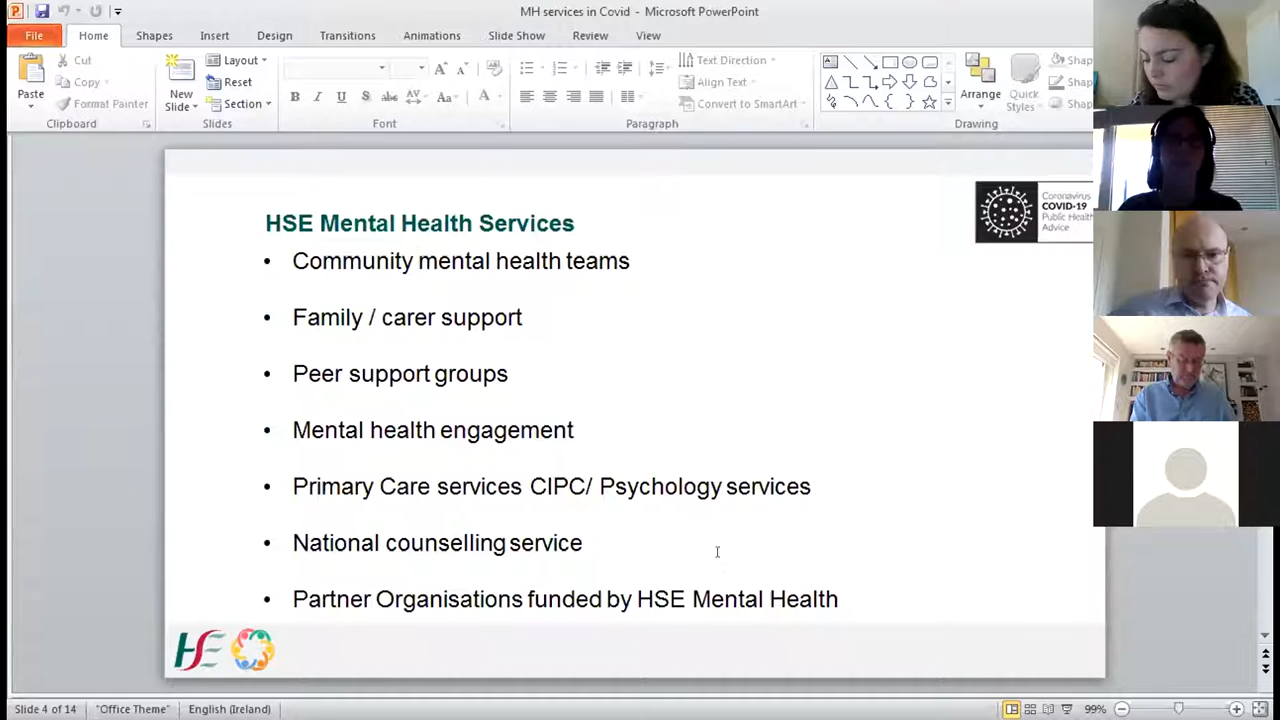 MH services in Covid - Microsoft PowerPoint
File Home Shapes Insert Design Transitions Animations Slide Show Review View
Paste
Cut
Copy
Format Painter
Clipboard
New Slide
Layout
Reset
Section
Slides
Font
Text Direction
Align Text
Convert to SmartArt
Paragraph
Arrange
Quick Styles
Drawing
HSE Mental Health Services
• Community mental health teams
• Family / carer support
• Peer support groups
• Mental health engagement
• Primary Care services CIPC/ Psychology services
• National counselling service
• Partner Organisations funded by HSE Mental Health
Coronavirus
COVID-19
Public Health
Advice
HSE
Slide 4 of 14 "Office Theme" English (Ireland) 99%